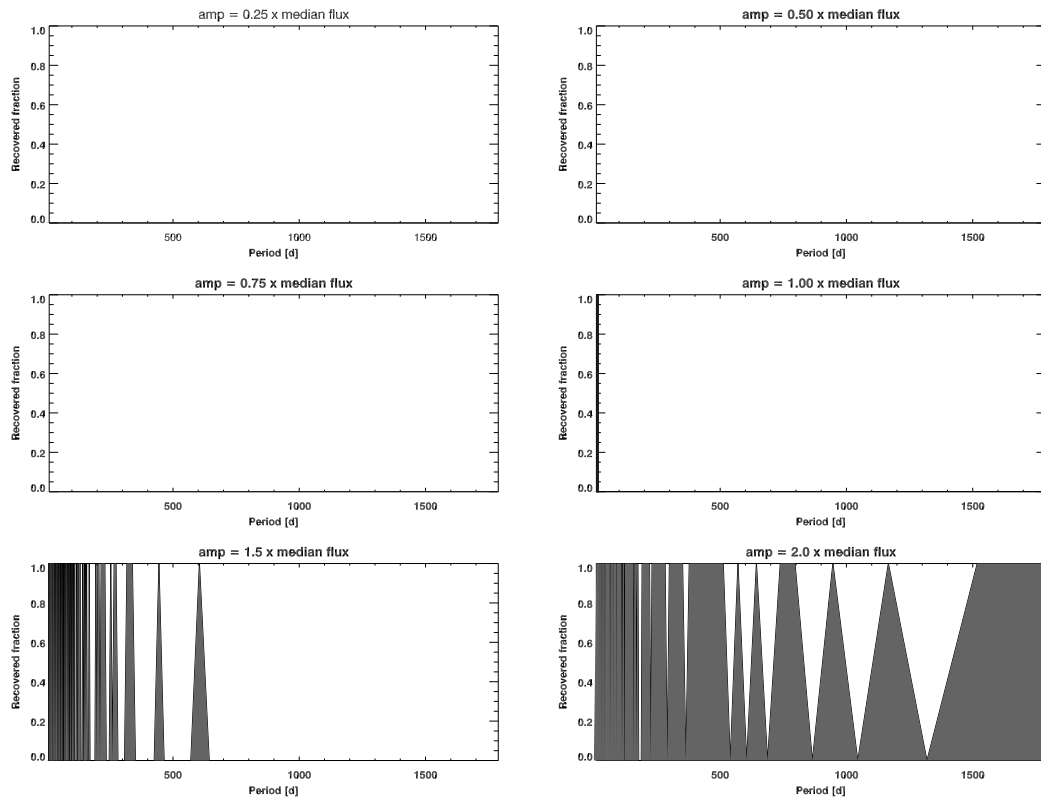 amp = 0.25 x median flux
1.0
0.8
0.6
0.4
0.2
0.0
Recovered fraction
500 1000 1500
Period [d]
amp = 0.50 x median flux
1.0
0.8
0.6
0.4
0.2
0.0
Recovered fraction
500 1000 1500
Period [d]
amp = 0.75 x median flux
1.0
0.8
0.6
0.4
0.2
0.0
Recovered fraction
500 1000 1500
Period [d]
amp = 1.00 x median flux
1.0
0.8
0.6
0.4
0.2
0.0
Recovered fraction
500 1000 1500
Period [d]
amp = 1.5 x median flux
1.0
0.8
0.6
0.4
0.2
0.0
Recovered fraction
500 1000 1500
Period [d]
amp = 2.0 x median flux
1.0
0.8
0.6
0.4
0.2
0.0
Recovered fraction
500 1000 1500
Period [d]